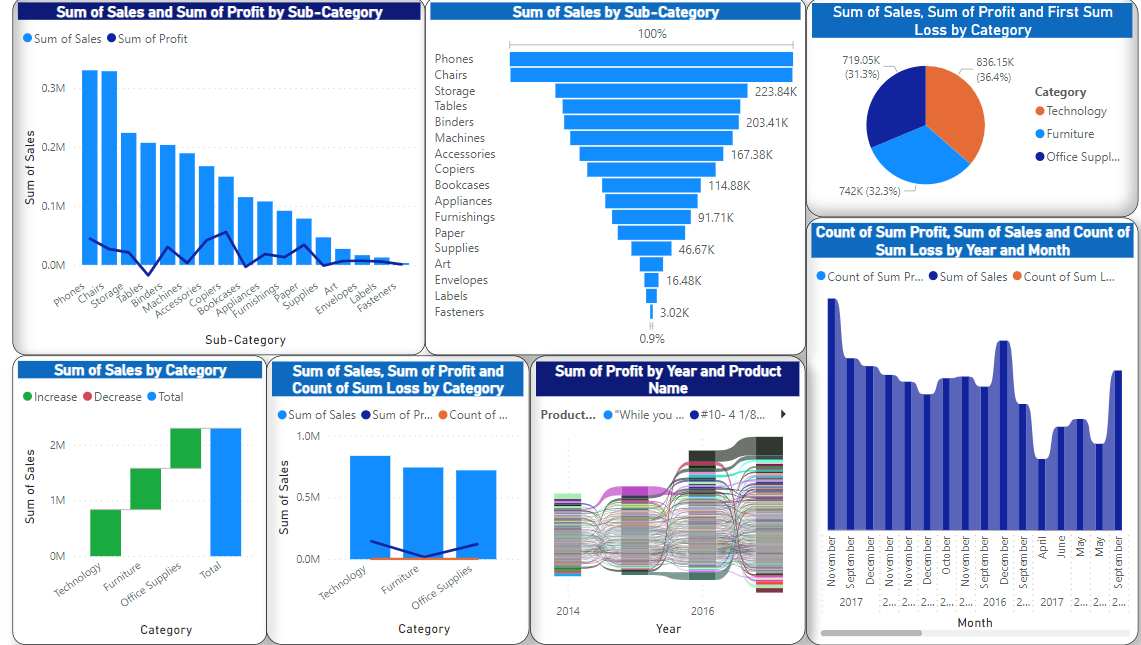 Sum of Sales and Sum of Profit by Sub-Category
Sum of Sales
Sum of Profit
0.3M
0.2M
0.1M
0.0M
Sum of Sales
Phones
Chairs
Storage
Tables
Binders
Machines
Accessories
Copiers
Bookcases
Appliances
Furnishings
Paper
Supplies
Art
Envelopes
Labels
Fasteners
Sub-Category
Sum of Sales by Sub-Category
100%
Phones
Chairs
Storage
223.84K
Tables
Binders
203.41K
Machines
Accessories
167.38K
Copiers
Bookcases
114.88K
Appliances
Furnishings
91.71K
Paper
Supplies
46.67K
Art
Envelopes
16.48K
Labels
Fasteners
3.02K
0.9%
Sum of Sales, Sum of Profit and First Sum
Loss by Category
719.05K
(31.3%)
836.15K
(36.4%)
742K (32.3%)
Category
Technology
Furniture
Office Suppl...
Count of Sum Profit, Sum of Sales and Count of
Sum Loss by Year and Month
Count of Sum Pr...
Sum of Sales
Count of Sum L...
November
September
December
November
November
December
October
November
September
December
September
April
June
May
May
September
2017
2...
2...
2...
2...
2016
2...
2017
2...
2...
2...
Month
Sum of Sales by Category
Increase
Decrease
Total
2M
1M
0M
Sum of Sales
Technology
Furniture
Office Supplies
Total
Category
Sum of Sales, Sum of Profit and
Count of Sum Loss by Category
Sum of Sales
Sum of Pr...
Count of ...
1.0M
0.5M
0.0M
Sum of Sales
Technology
Furniture
Office Supplies
Category
Sum of Profit by Year and Product
Name
Product...
"While you ...
#10- 4 1/8...
2014
2016
Year